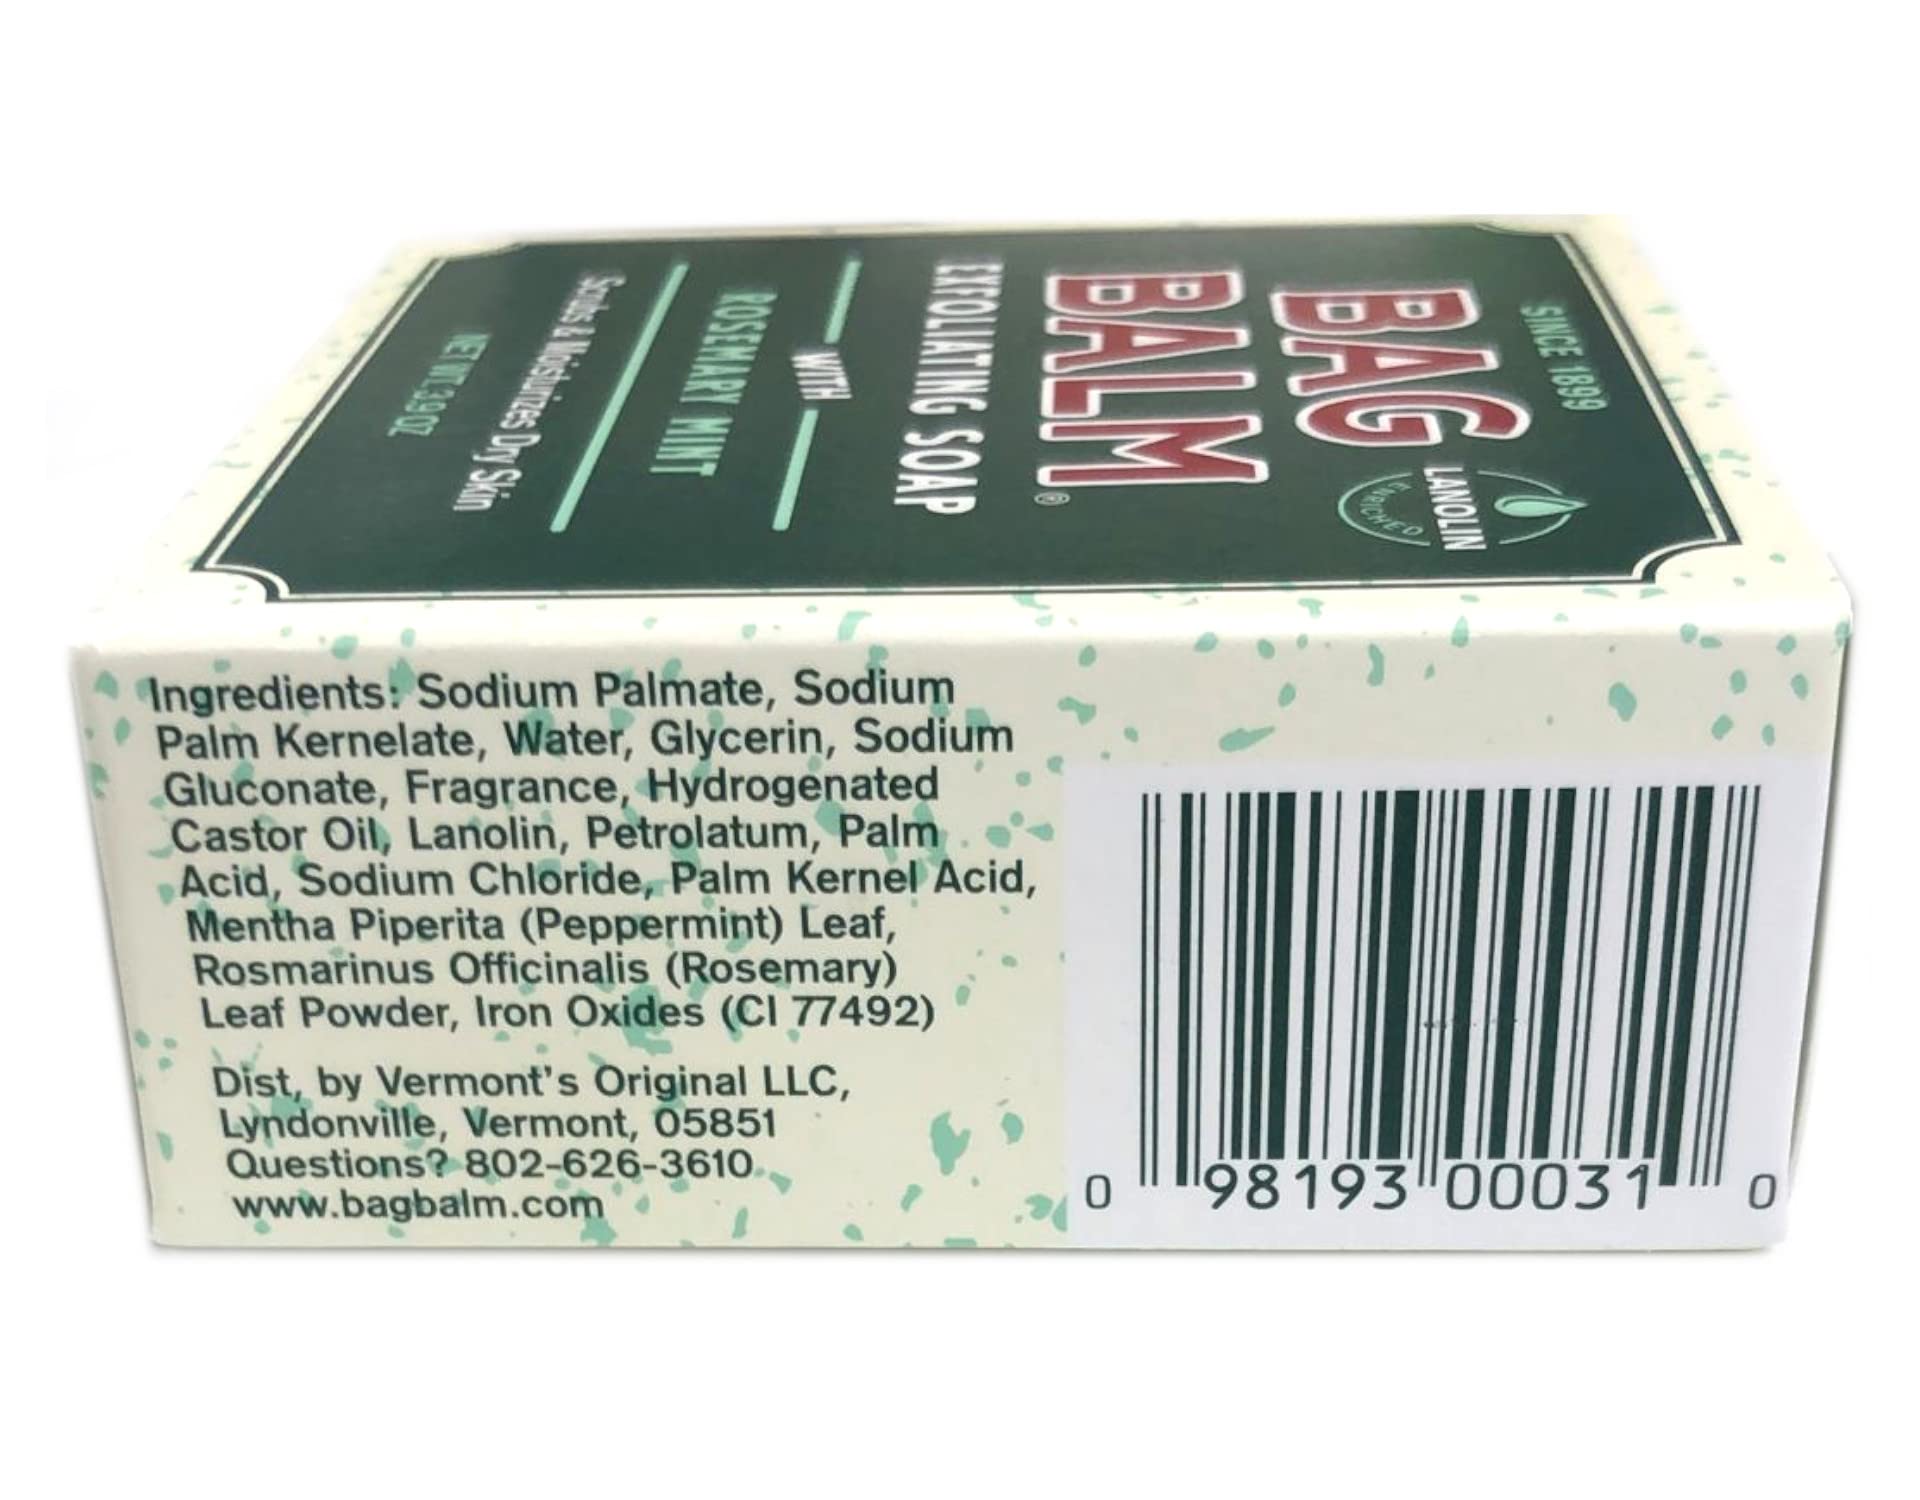 SINCE 1899
BAG
BALM®
LANOLIN
ENRICHED
EXFOLIATING SOAP
WITH
ROSEMARY MINT
Scrubs & Moisturizes Dry Skin
NET WT. 3.9 OZ
Ingredients: Sodium Palmate, Sodium
Palm Kernelate, Water, Glycerin, Sodium
Gluconate, Fragrance, Hydrogenated
Castor Oil, Lanolin, Petrolatum, Palm
Acid, Sodium Chloride, Palm Kernel Acid,
Mentha Piperita (Peppermint) Leaf,
Rosmarinus Officinalis (Rosemary)
Leaf Powder, Iron Oxides (CI 77492)
Dist, by Vermont's Original LLC,
Lyndonville, Vermont, 05851
Questions? 802-626-3610
www.bagbalm.com
0 98193 00031 0